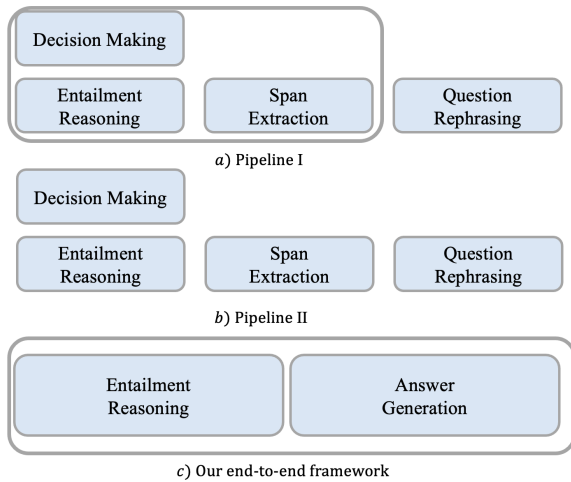 Decision Making
Entailment
Reasoning
Span
Extraction
Question
Rephrasing
a) Pipeline I
Decision Making
Entailment
Reasoning
Span
Extraction
Question
Rephrasing
b) Pipeline II
Entailment
Reasoning
Answer
Generation
c) Our end-to-end framework